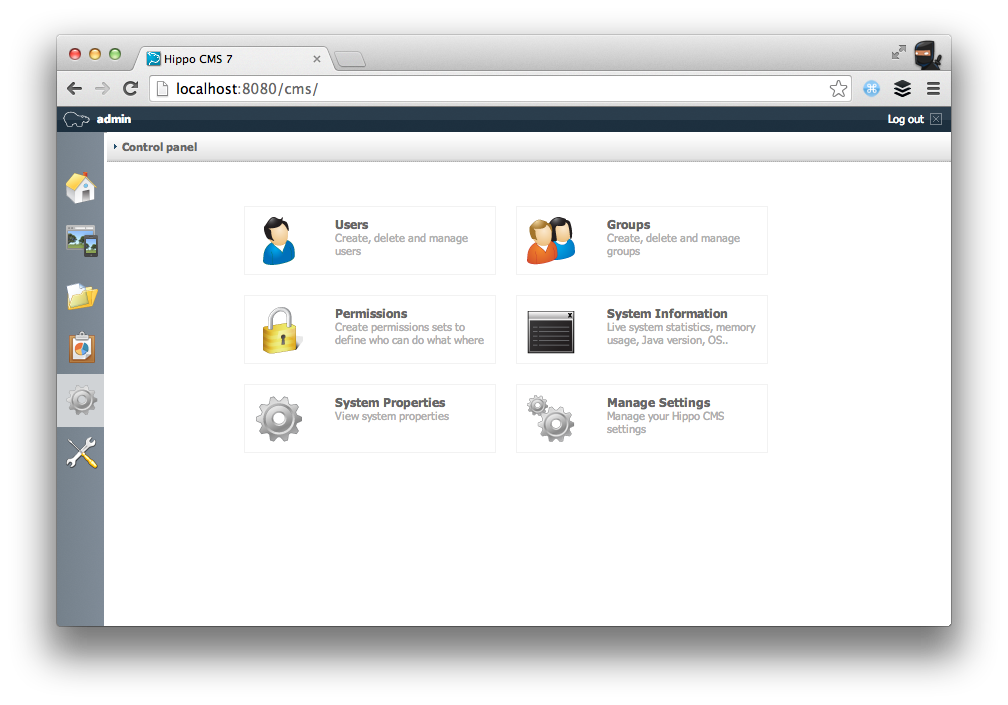 Hippo CMS 7
localhost:8080/cms/
admin
Log out
Control panel
Users
Create, delete and manage
users
Groups
Create, delete and manage
groups
Permissions
Create permissions sets to
define who can do what where
System Information
Live system statistics, memory
usage, Java version, OS..
System Properties
View system properties
Manage Settings
Manage your Hippo CMS
settings